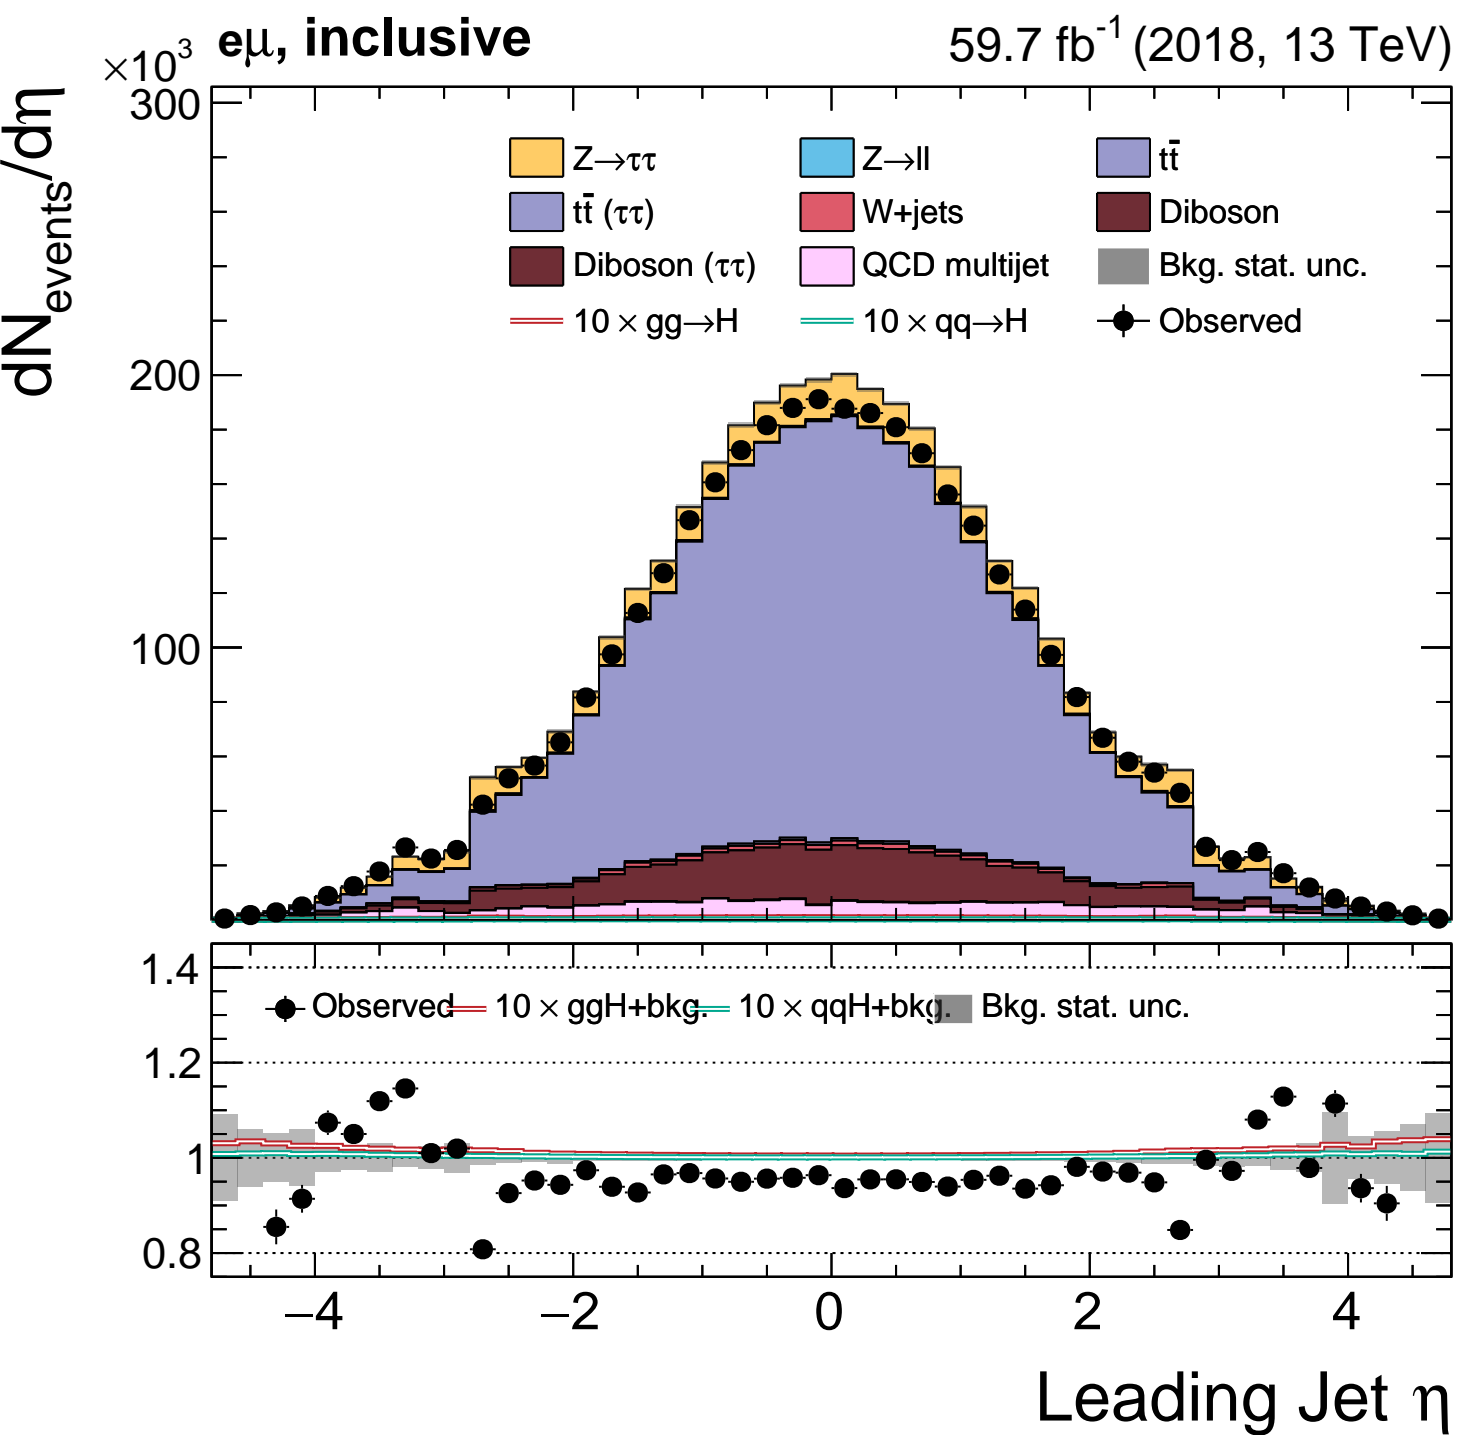 ×10³ eμ, inclusive 59.7 fb⁻¹ (2018, 13 TeV)
dN_events/dη
300
200
100
Z→ττ Z→ll tt̄
tt̄ (ττ) W+jets Diboson
Diboson (ττ) QCD multijet Bkg. stat. unc.
10 × gg→H 10 × qq→H Observed
1.4
1.2
1
0.8
Observed 10 × ggH+bkg. 10 × qqH+bkg. Bkg. stat. unc.
−4 −2 0 2 4
Leading Jet η